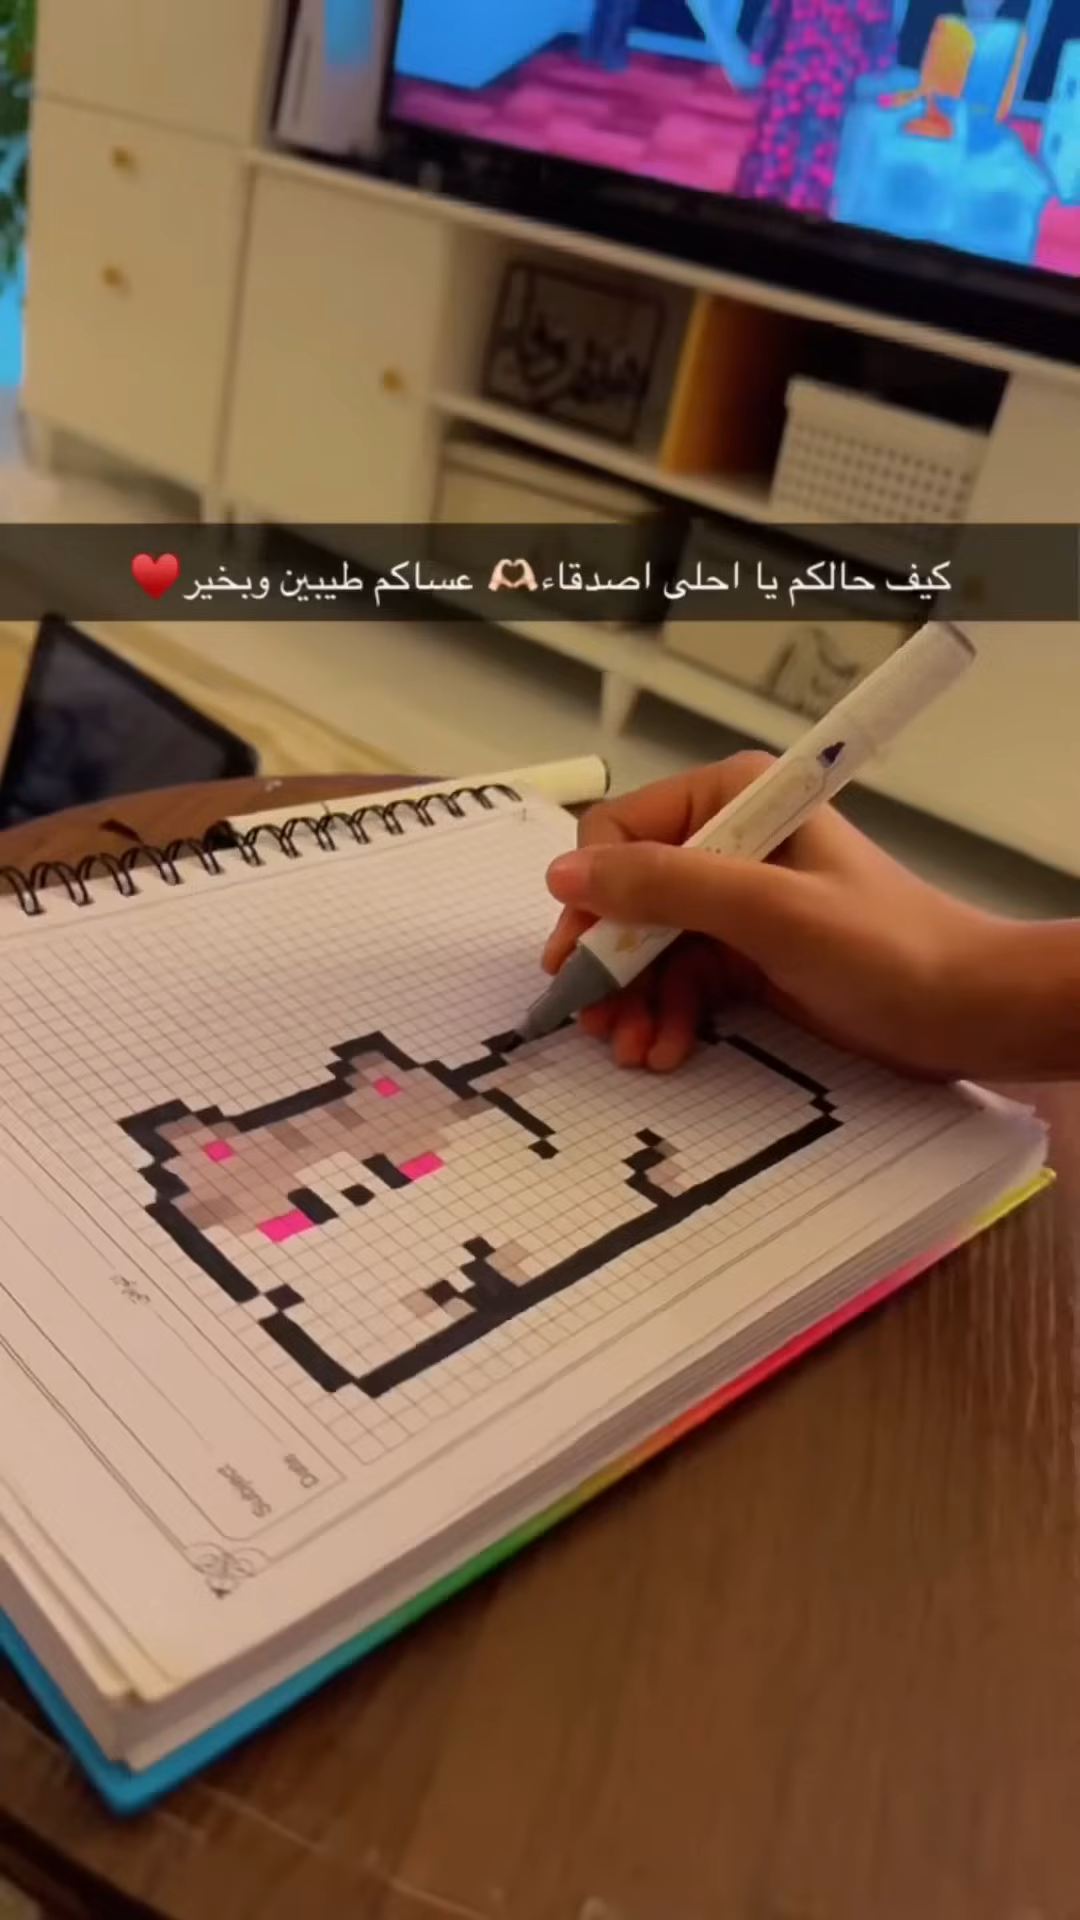 كيف حالكم يا احلى اصدقاء🫶🏻 عساكم طيبين وبخير♥️
Date
Subject